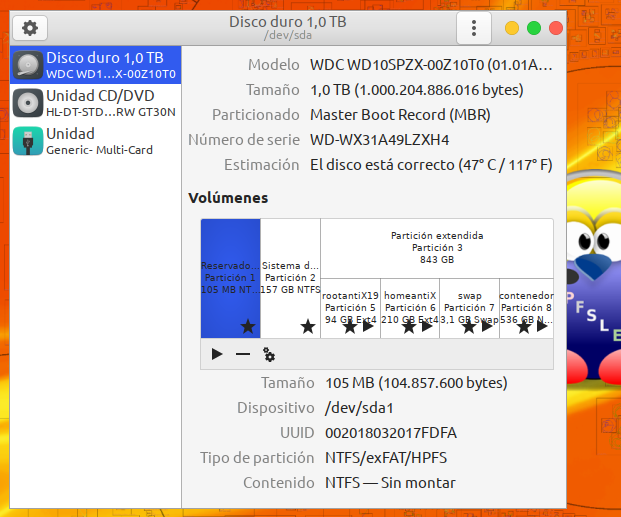 Disco duro 1,0 TB
/dev/sda
Disco duro 1,0 TB
WDC WD1…X-00Z10T0
Unidad CD/DVD
HL-DT-STD…RW GT30N
Unidad
Generic- Multi-Card
Modelo WDC WD10SPZX-00Z10T0 (01.01A…
Tamaño 1,0 TB (1.000.204.886.016 bytes)
Particionado Master Boot Record (MBR)
Número de serie WD-WX31A49LZXH4
Estimación El disco está correcto (47° C / 117° F)
Volúmenes
Reservado…
Partición 1
105 MB NT…
Sistema d…
Partición 2
157 GB NTFS
Partición extendida
Partición 3
843 GB
rootantiX19
Partición 5
94 GB Ext4
homeantiX
Partición 6
210 GB Ext4
swap
Partición 7
3,1 GB Swap
contenedor
Partición 8
536 GB N…
Tamaño 105 MB (104.857.600 bytes)
Dispositivo /dev/sda1
UUID 002018032017FDFA
Tipo de partición NTFS/exFAT/HPFS
Contenido NTFS — Sin montar
PFSLE